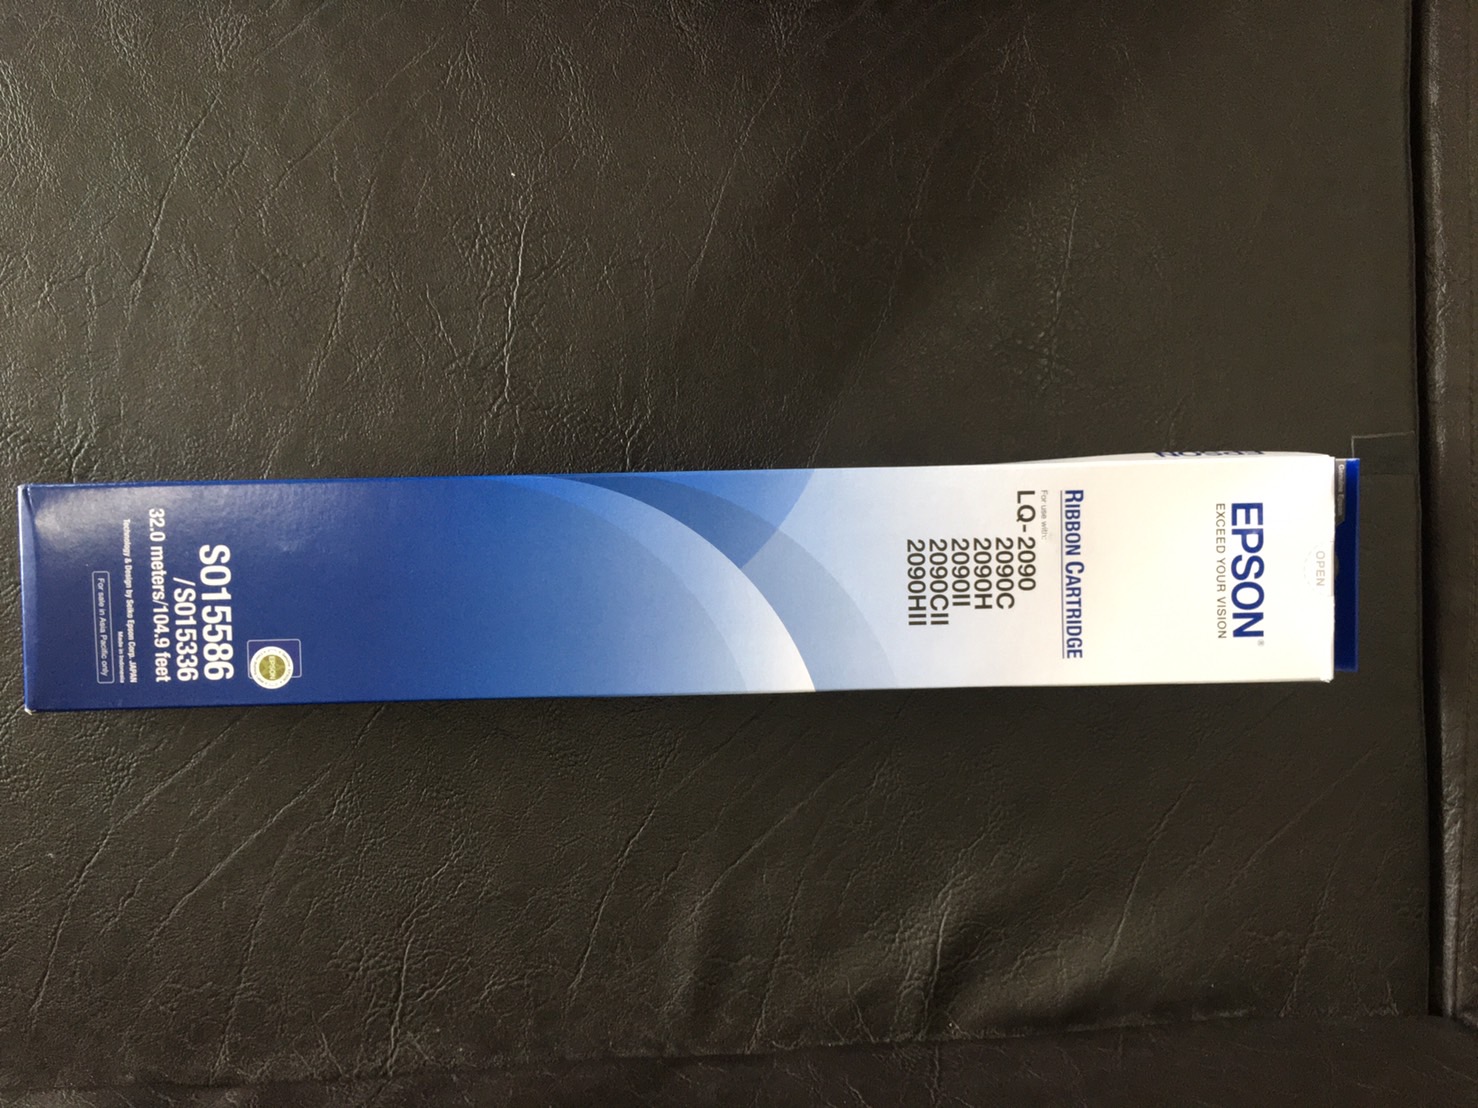 OPEN
EPSON®
EXCEED YOUR VISION
RIBBON CARTRIDGE
For use with:
LQ-2090
2090C
2090H
2090II
2090CII
2090HII
EPSON
S015586
/S015336
32.0 meters/104.9 feet
Technology & Design by Seiko Epson Corp. JAPAN
Made in Indonesia
For sale in Asia Pacific only
EPSON